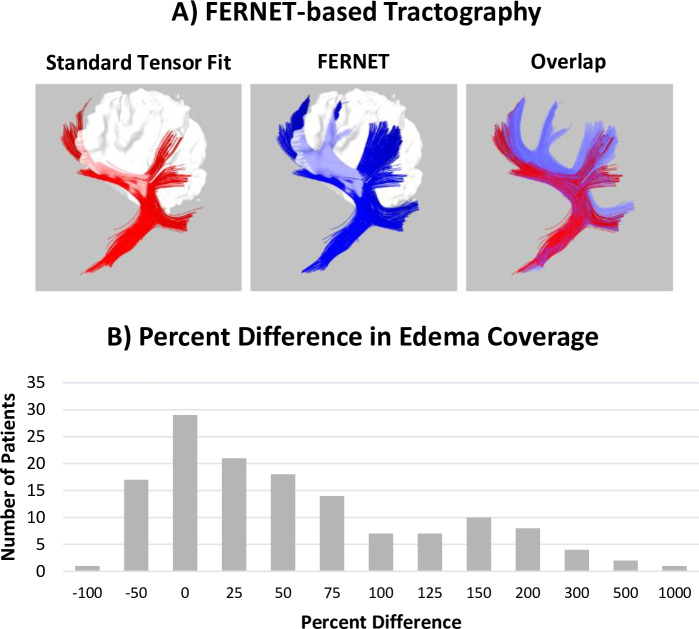 A) FERNET-based Tractography
Standard Tensor Fit FERNET Overlap
B) Percent Difference in Edema Coverage
Number of Patients
35
30
25
20
15
10
5
0
-100 -50 0 25 50 75 100 125 150 200 300 500 1000
Percent Difference